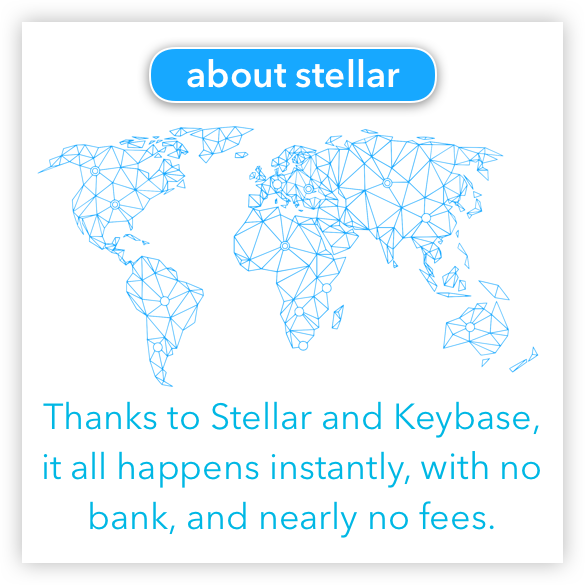 about stellar
Thanks to Stellar and Keybase,
it all happens instantly, with no
bank, and nearly no fees.